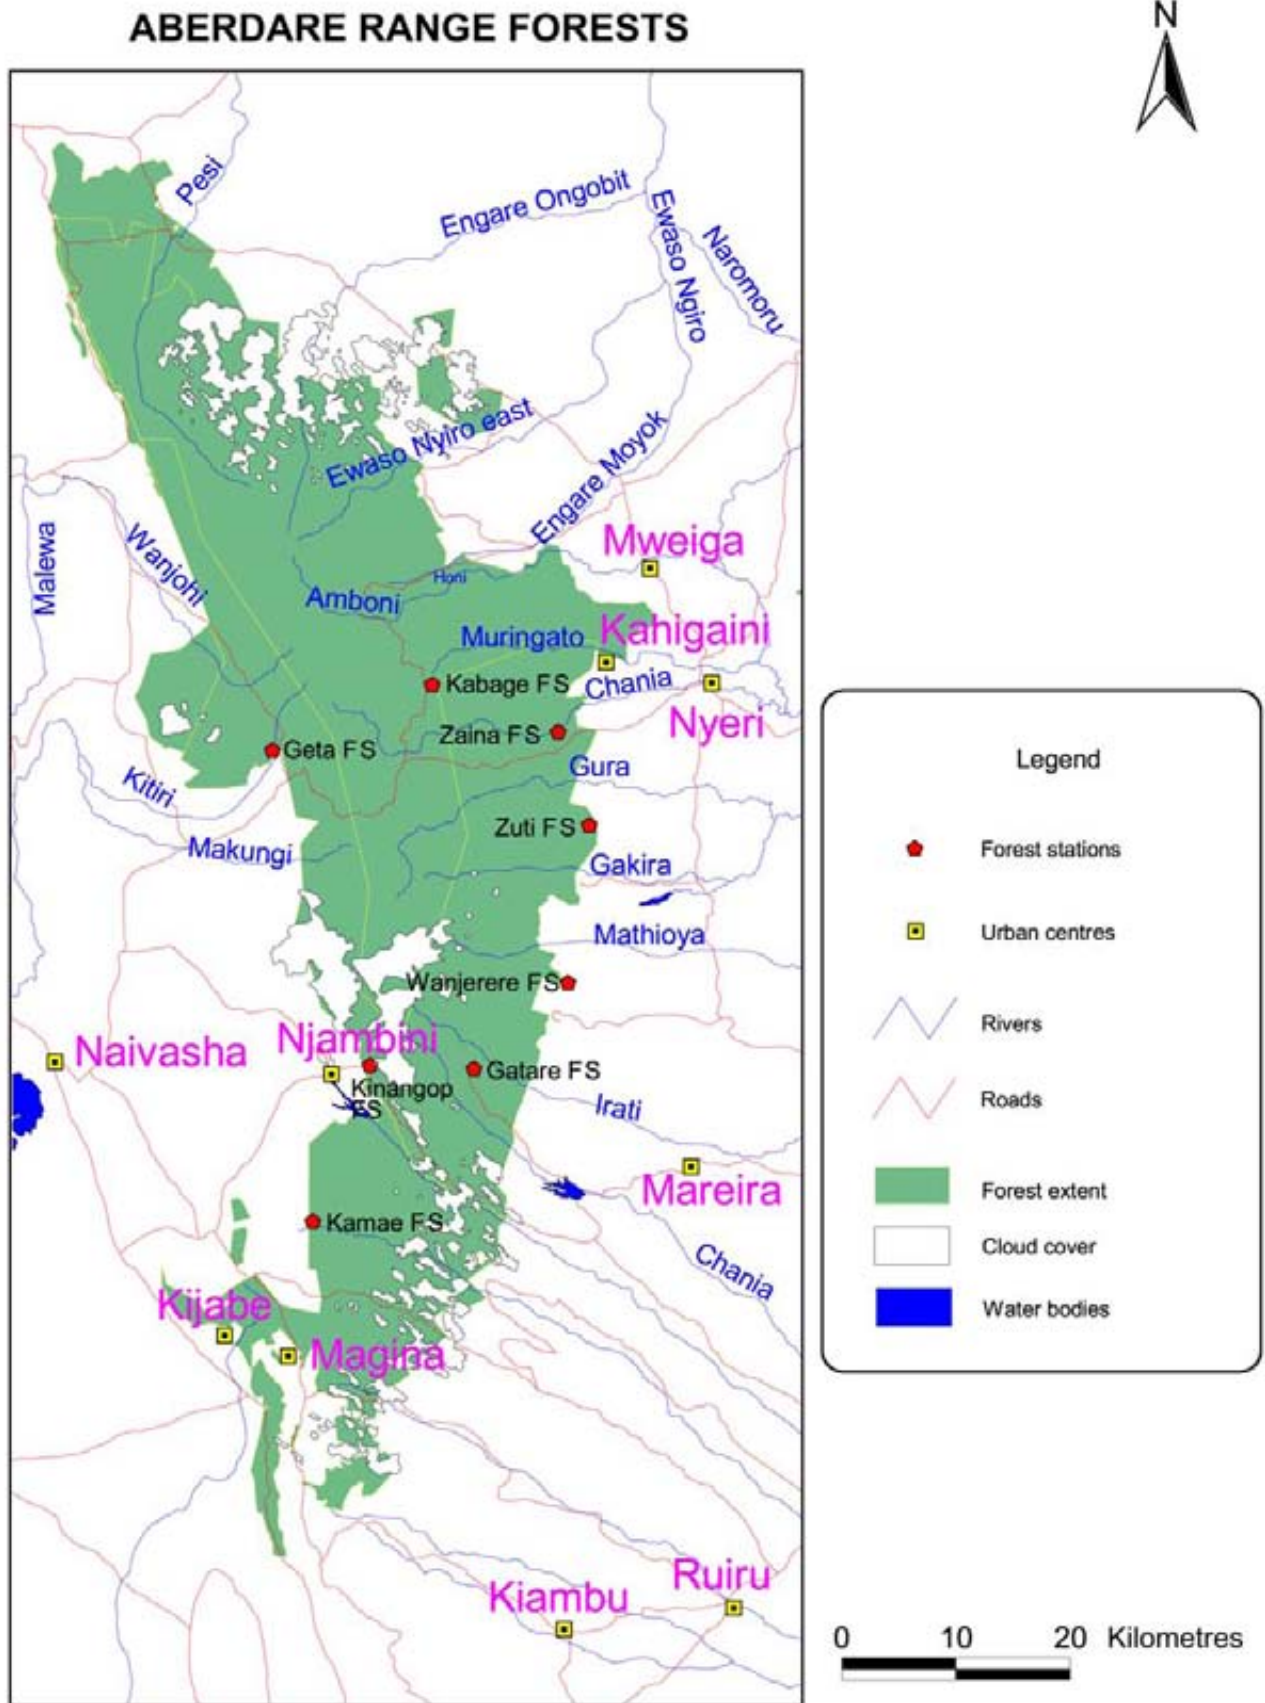 ABERDARE RANGE FORESTS
N
Pesi
Engare Ongobit
Ewaso Ngiro
Naromoru
Ewaso Nyiro east
Engare Moyok
Malewa
Wanjohi
Mweiga
Honi
Amboni
Muringato
Kahigaini
Kabage FS
Chania
Nyeri
Zaina FS
Geta FS
Gura
Kitiri
Zuti FS
Makungi
Gakira
Mathioya
Wanjerere FS
Njambini
Naivasha
Gatare FS
Kinangop
FS
Irati
Mareira
Kamae FS
Chania
Kijabe
Magina
Ruiru
Kiambu
Legend
Forest stations
Urban centres
Rivers
Roads
Forest extent
Cloud cover
Water bodies
0 10 20 Kilometres